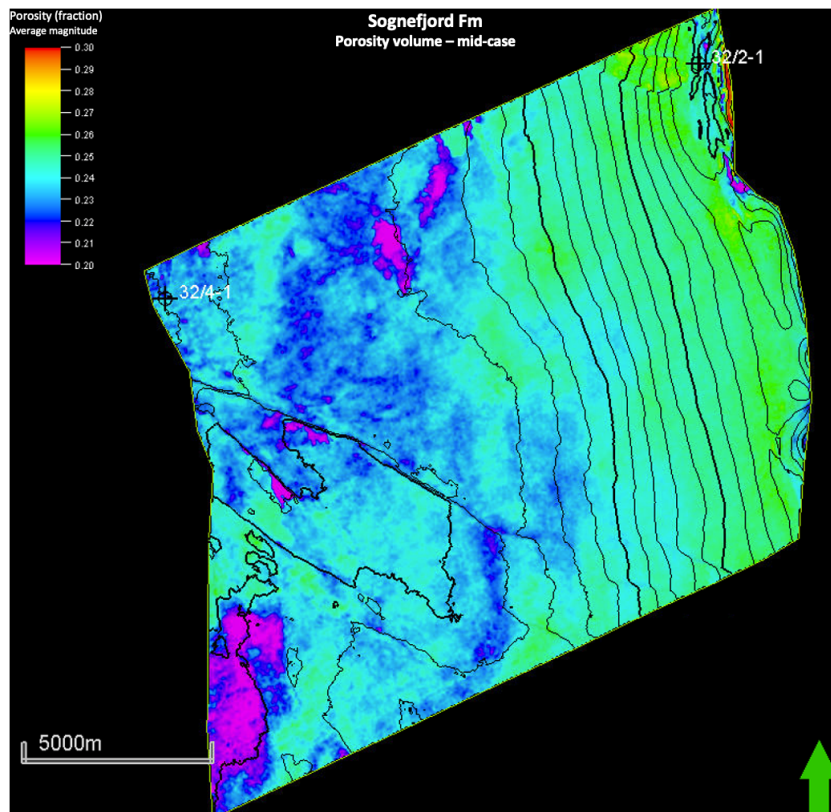 Porosity (fraction)
Average magnitude
Sognefjord Fm
Porosity volume – mid-case
0.30
0.29
0.28
0.27
0.26
0.25
0.24
0.23
0.22
0.21
0.20
32/2-1
32/4-1
5000m